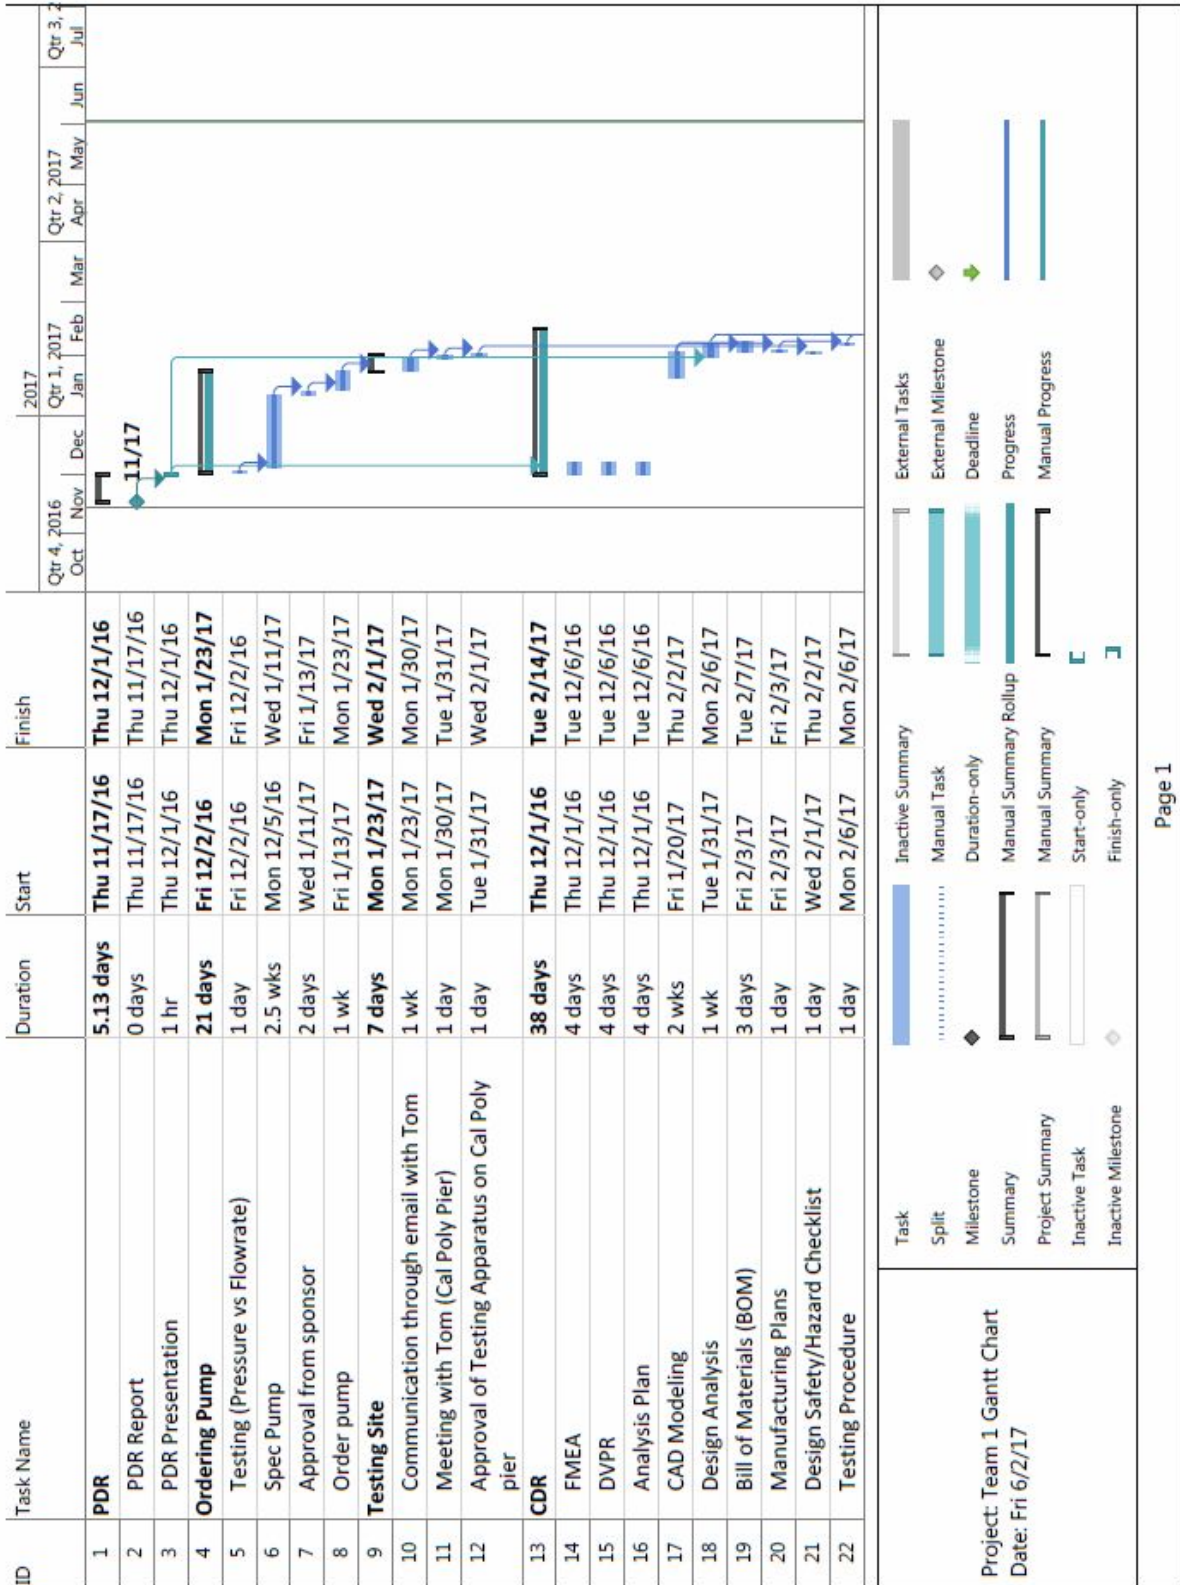 ID Task Name Duration Start Finish
2017
Qtr 4, 2016 Qtr 1, 2017 Qtr 2, 2017 Qtr 3, 2
Oct Nov Dec Jan Feb Mar Apr May Jun Jul
1 PDR 5.13 days Thu 11/17/16 Thu 12/1/16
2 PDR Report 0 days Thu 11/17/16 Thu 11/17/16 11/17
3 PDR Presentation 1 hr Thu 12/1/16 Thu 12/1/16
4 Ordering Pump 21 days Fri 12/2/16 Mon 1/23/17
5 Testing (Pressure vs Flowrate) 1 day Fri 12/2/16 Fri 12/2/16
6 Spec Pump 2.5 wks Mon 12/5/16 Wed 1/11/17
7 Approval from sponsor 2 days Wed 1/11/17 Fri 1/13/17
8 Order pump 1 wk Fri 1/13/17 Mon 1/23/17
9 Testing Site 7 days Mon 1/23/17 Wed 2/1/17
10 Communication through email with Tom 1 wk Mon 1/23/17 Mon 1/30/17
11 Meeting with Tom (Cal Poly Pier) 1 day Mon 1/30/17 Tue 1/31/17
12 Approval of Testing Apparatus on Cal Poly 1 day Tue 1/31/17 Wed 2/1/17
pier
13 CDR 38 days Thu 12/1/16 Tue 2/14/17
14 FMEA 4 days Thu 12/1/16 Tue 12/6/16
15 DVPR 4 days Thu 12/1/16 Tue 12/6/16
16 Analysis Plan 4 days Thu 12/1/16 Tue 12/6/16
17 CAD Modeling 2 wks Fri 1/20/17 Thu 2/2/17
18 Design Analysis 1 wk Tue 1/31/17 Mon 2/6/17
19 Bill of Materials (BOM) 3 days Fri 2/3/17 Tue 2/7/17
20 Manufacturing Plans 1 day Fri 2/3/17 Fri 2/3/17
21 Design Safety/Hazard Checklist 1 day Wed 2/1/17 Thu 2/2/17
22 Testing Procedure 1 day Mon 2/6/17 Mon 2/6/17
Project: Team 1 Gantt Chart
Date: Fri 6/2/17
Task
Split
Milestone
Summary
Project Summary
Inactive Task
Inactive Milestone
Inactive Summary
Manual Task
Duration-only
Manual Summary Rollup
Manual Summary
Start-only
Finish-only
External Tasks
External Milestone
Deadline
Progress
Manual Progress
Page 1